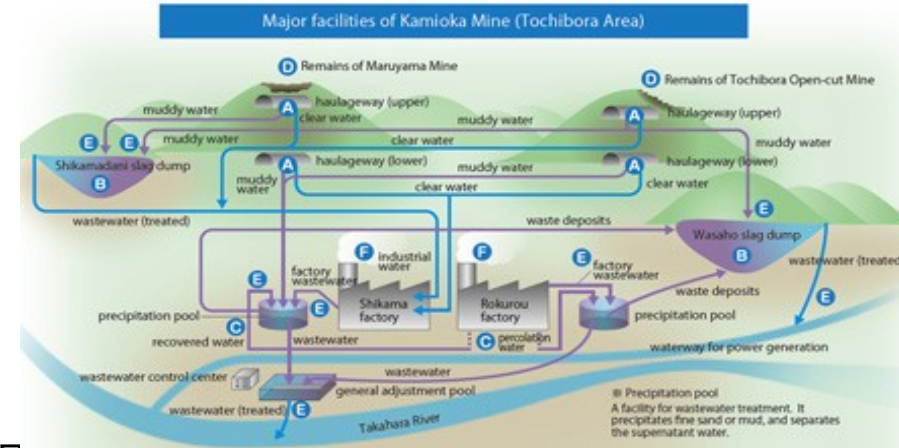 Major facilities of Kamioka Mine (Tochibora Area)
D Remains of Maruyama Mine
D Remains of Tochibora Open-cut Mine
A haulageway (upper)
muddy water
clear water
muddy water
A haulageway (upper)
E E muddy water
clear water
muddy water
Shikamadani slag dump
B
A haulageway (lower)
muddy water
A haulageway (lower)
muddy
water
clear water
clear water
E
wastewater (treated)
waste deposits
Wasaho slag dump
B
F industrial
water
F
E factory
wastewater
wastewater (treated
E factory
wastewater
waste deposits
E
Shikama
factory
Rokurou
factory
E
precipitation pool
precipitation pool
C
recovered water
wastewater
C percolation
water
waterway for power generation
wastewater control center
wastewater
general adjustment pool
wastewater (treated)
E
Takahara River
※ Precipitation pool
A facility for wastewater treatment. It
precipitates fine sand or mud, and separates
the supernatant water.